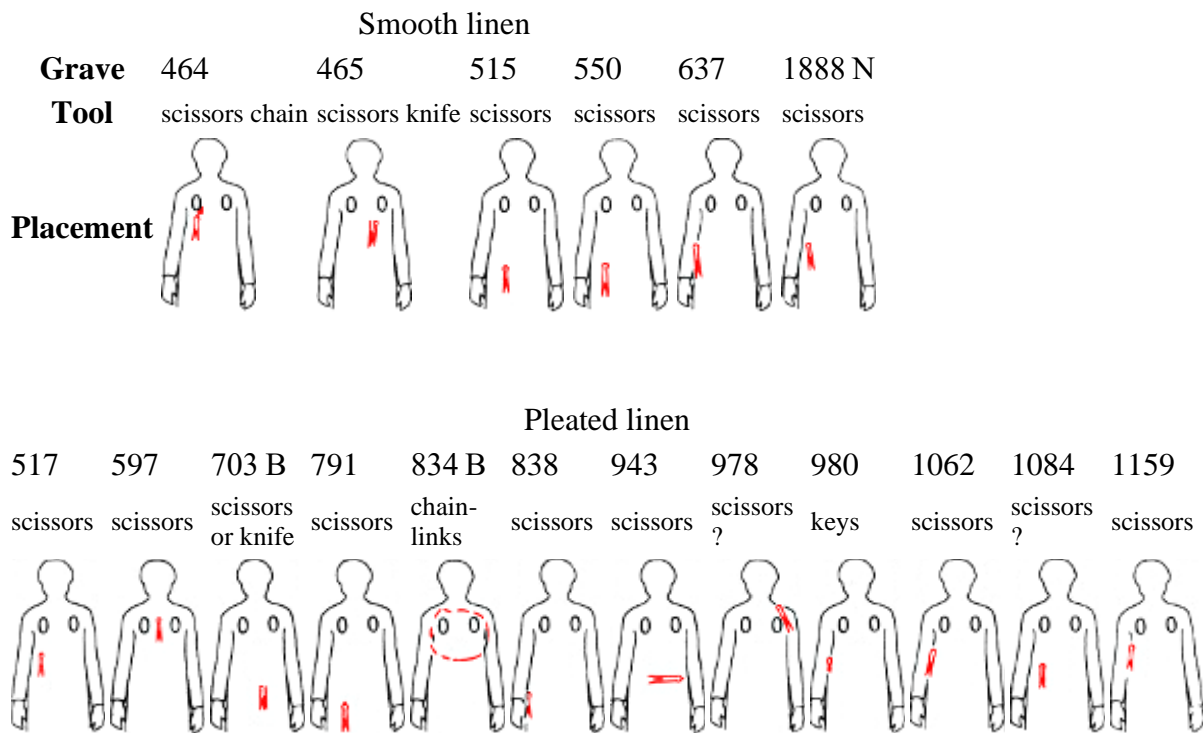 Smooth linen
Grave 464 465 515 550 637 1888 N
Tool scissors chain scissors knife scissors scissors scissors scissors
Placement
Pleated linen
517 597 703 B 791 834 B 838 943 978 980 1062 1084 1159
scissors scissors scissors or knife scissors chain-links scissors scissors scissors ? keys scissors scissors ? scissors